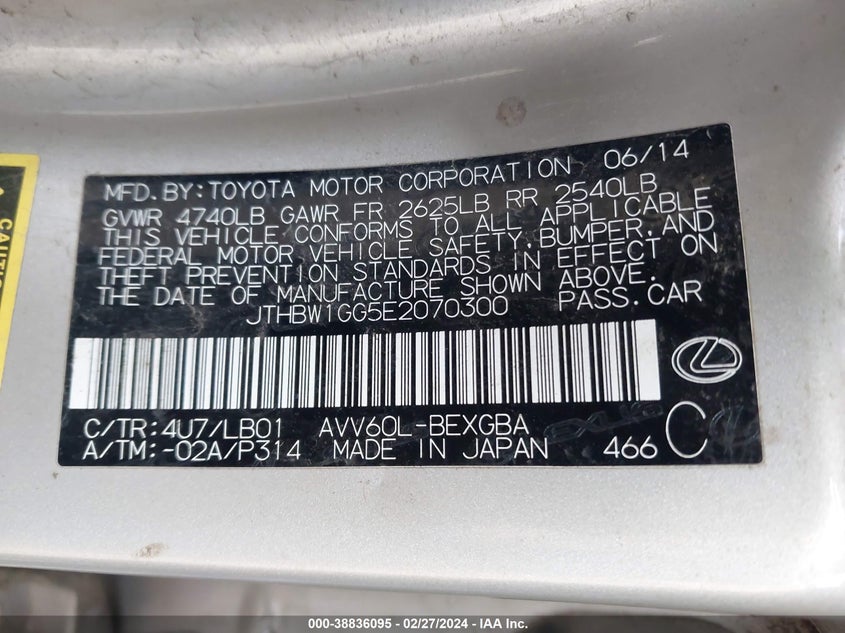 MFD.BY:TOYOTA MOTOR CORPORATION 06/14
GVWR 4740LB GAWR FR 2625LB RR 2540LB
THIS VEHICLE CONFORMS TO ALL APPLICABLE
FEDERAL MOTOR VEHICLE SAFETY,BUMPER,AND
THEFT PREVENTION STANDARDS IN EFFECT ON
THE DATE OF MANUFACTURE SHOWN ABOVE.
JTHBW1GG5E2070300 PASS.CAR
C/TR:4U7/LB01 AVV60L-BEXGBA
A/TM:-02A/P314 MADE IN JAPAN 466 C
000-38836095 — 02/27/2024 — IAA Inc.